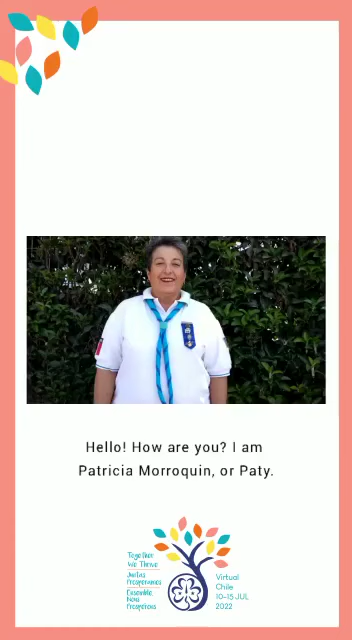 Hello! How are you? I am
Patricia Morroquin, or Paty.
Together
We Thrive
Juntas
Prosperamos
Ensemble,
Nous
Prospérons
Virtual
Chile
10-15 JUL
2022